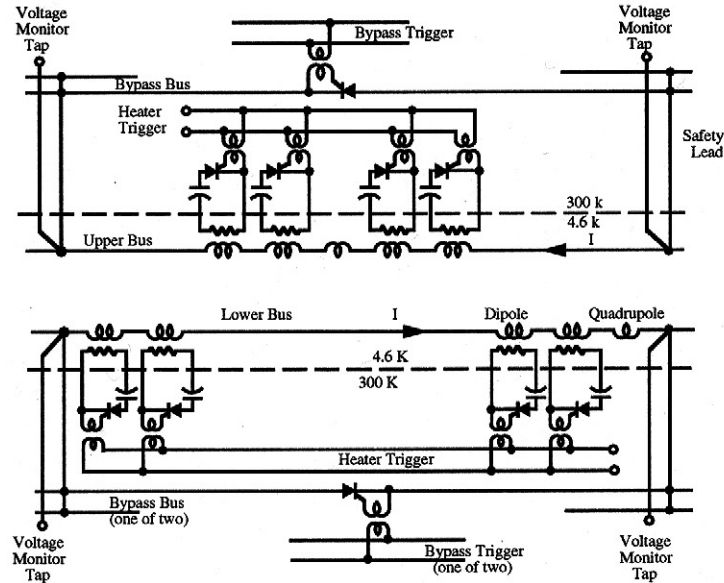 Voltage
Monitor
Tap
Bypass Trigger
Voltage
Monitor
Tap
Bypass Bus
Heater
Trigger
Safety
Lead
300 k
4.6 k
Upper Bus
I
Lower Bus
I
Dipole
Quadrupole
4.6 K
300 K
Heater Trigger
Bypass Bus
(one of two)
Voltage
Monitor
Tap
Bypass Trigger
(one of two)
Voltage
Monitor
Tap